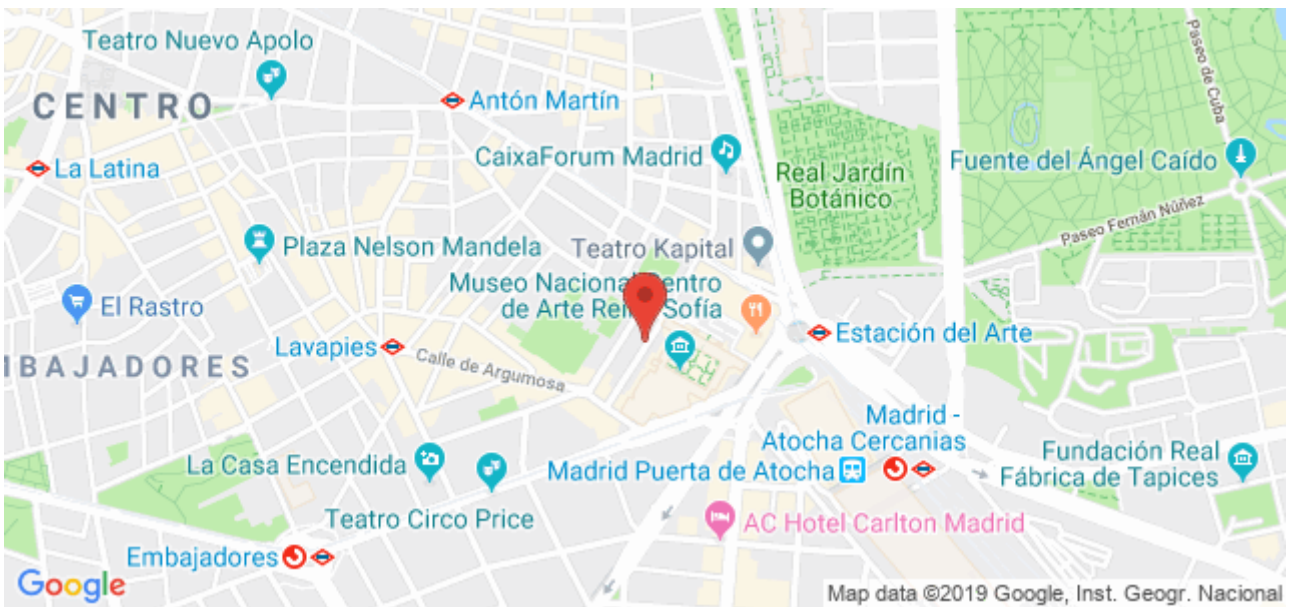 Teatro Nuevo Apolo
CENTRO
Antón Martín
La Latina
CaixaForum Madrid
Real Jardín
Botánico
Paseo de Cuba
Fuente del Ángel Caído
Paseo Fernán Núñez
Plaza Nelson Mandela
Teatro Kapital
Museo Nacional Centro
de Arte Reina Sofía
El Rastro
Lavapies
Calle de Argumosa
Estación del Arte
MBAJADORES
Madrid -
Atocha Cercanias
La Casa Encendida
Madrid Puerta de Atocha
Fundación Real
Fábrica de Tapices
Teatro Circo Price
AC Hotel Carlton Madrid
Embajadores
Google
Map data ©2019 Google, Inst. Geogr. Nacional